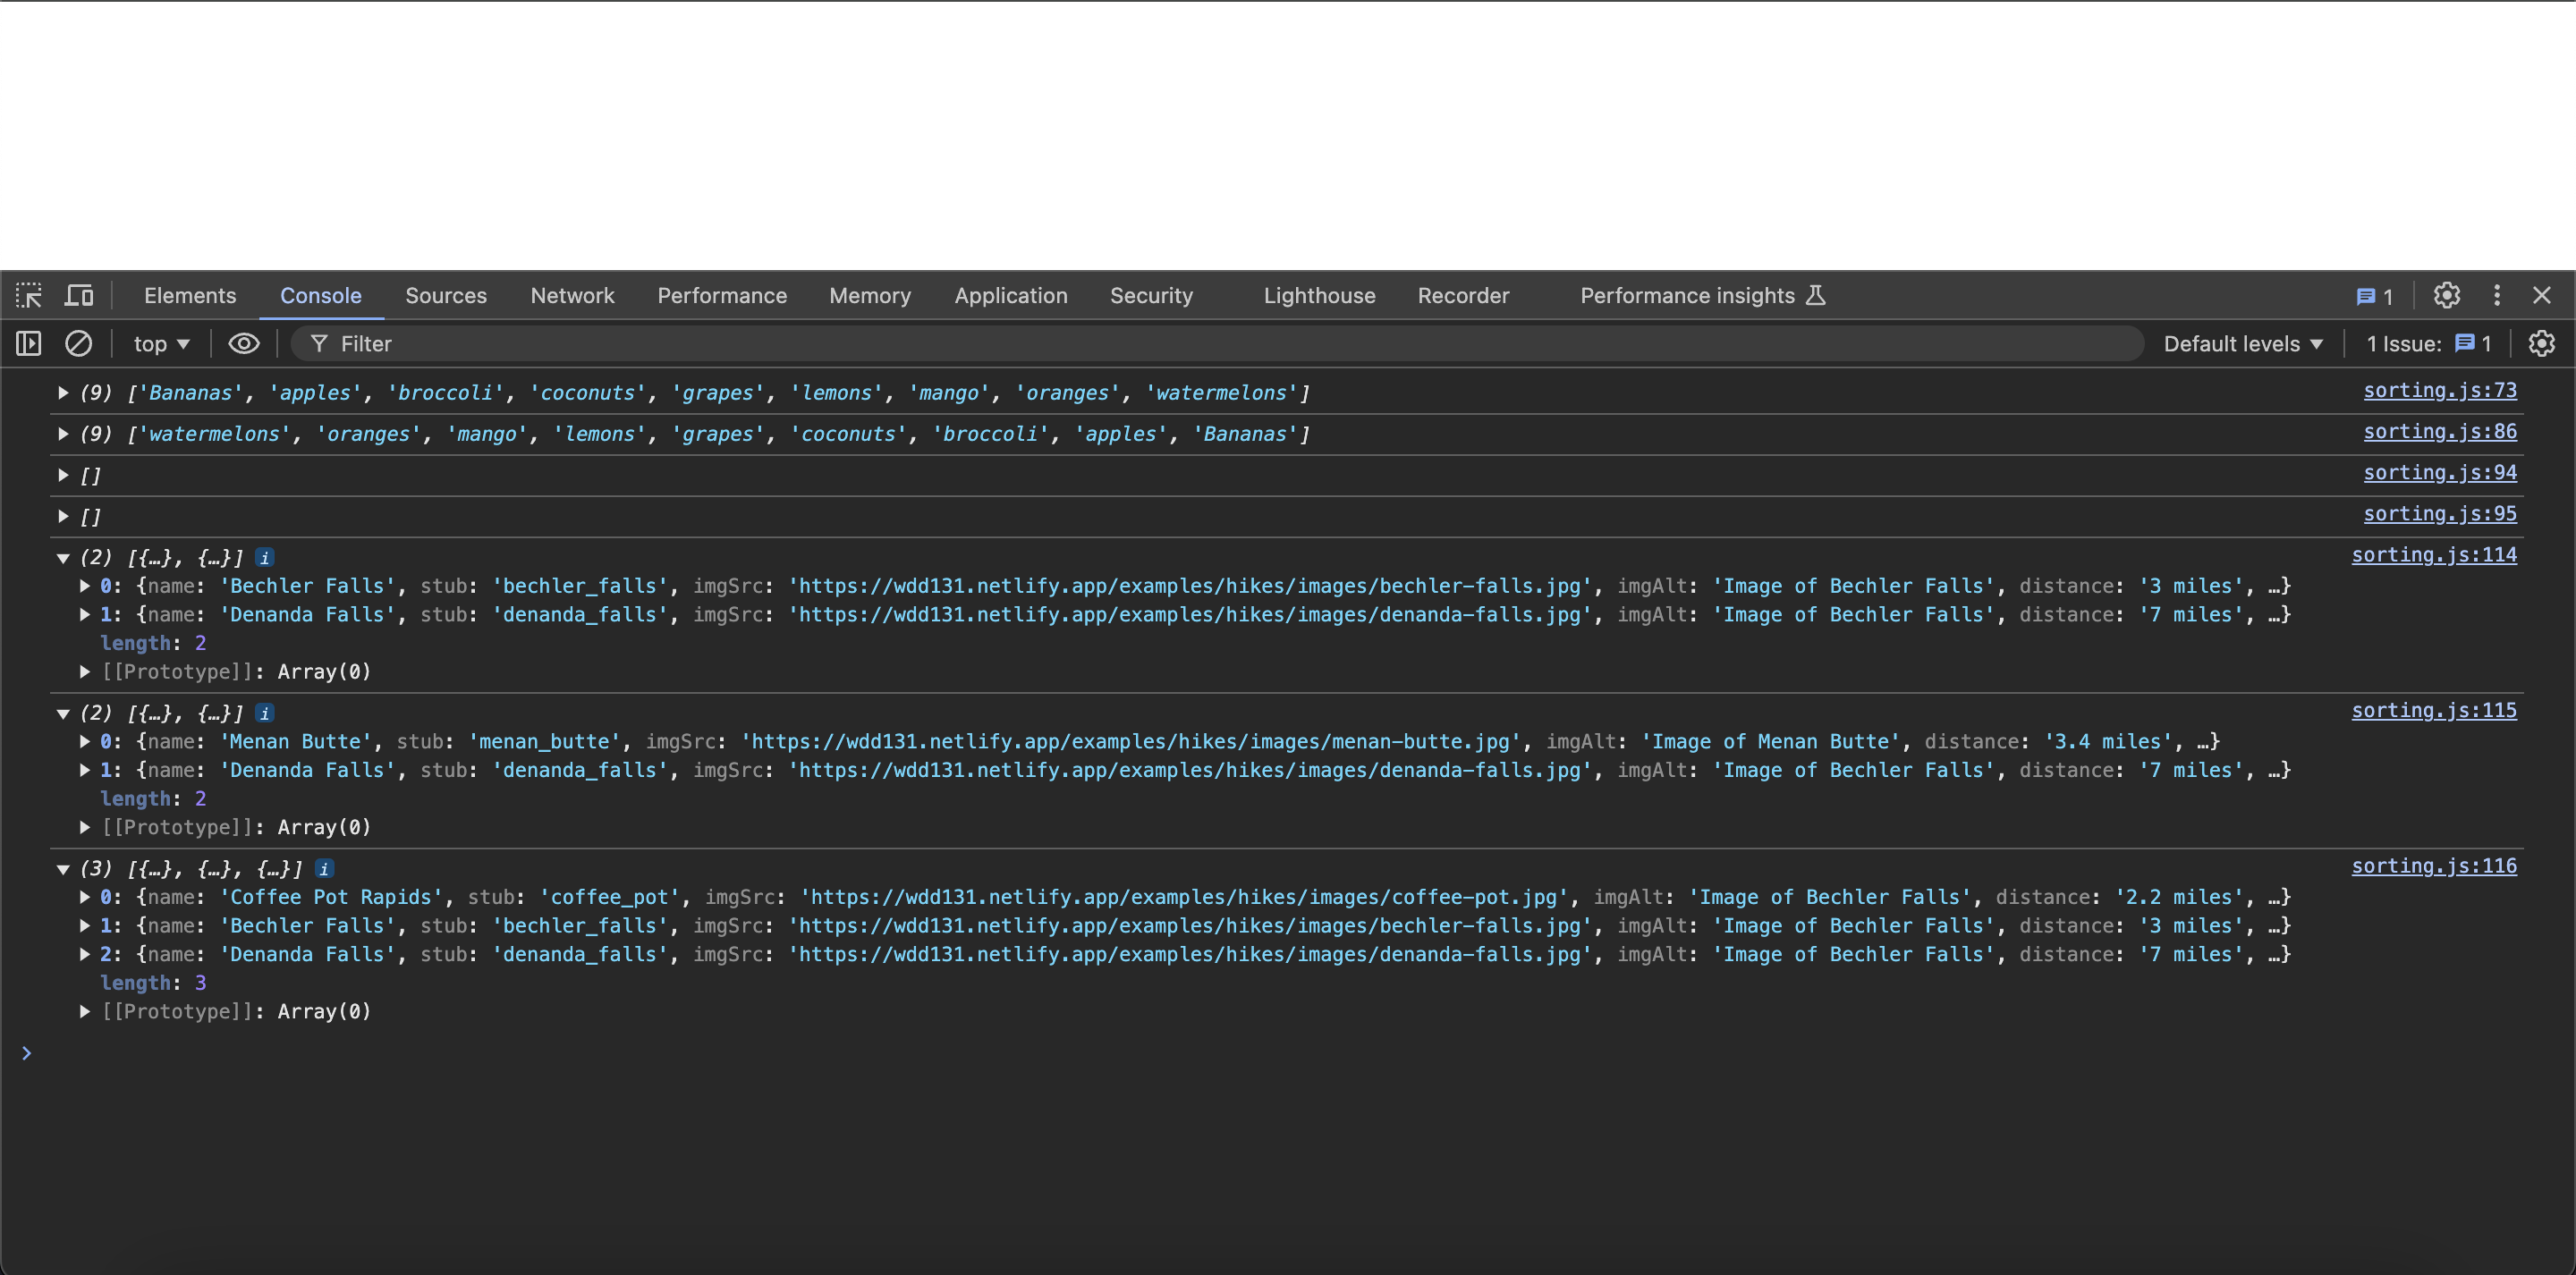 Elements Console Sources Network Performance Memory Application Security Lighthouse Recorder Performance insights 1
top Filter Default levels 1 Issue: 1
(9) ['Bananas', 'apples', 'broccoli', 'coconuts', 'grapes', 'lemons', 'mango', 'oranges', 'watermelons'] sorting.js:73
(9) ['watermelons', 'oranges', 'mango', 'lemons', 'grapes', 'coconuts', 'broccoli', 'apples', 'Bananas'] sorting.js:86
[] sorting.js:94
[] sorting.js:95
(2) [{…}, {…}] i sorting.js:114
0: {name: 'Bechler Falls', stub: 'bechler_falls', imgSrc: 'https://wdd131.netlify.app/examples/hikes/images/bechler-falls.jpg', imgAlt: 'Image of Bechler Falls', distance: '3 miles', …}
1: {name: 'Denanda Falls', stub: 'denanda_falls', imgSrc: 'https://wdd131.netlify.app/examples/hikes/images/denanda-falls.jpg', imgAlt: 'Image of Bechler Falls', distance: '7 miles', …}
length: 2
[[Prototype]]: Array(0)
(2) [{…}, {…}] i sorting.js:115
0: {name: 'Menan Butte', stub: 'menan_butte', imgSrc: 'https://wdd131.netlify.app/examples/hikes/images/menan-butte.jpg', imgAlt: 'Image of Menan Butte', distance: '3.4 miles', …}
1: {name: 'Denanda Falls', stub: 'denanda_falls', imgSrc: 'https://wdd131.netlify.app/examples/hikes/images/denanda-falls.jpg', imgAlt: 'Image of Bechler Falls', distance: '7 miles', …}
length: 2
[[Prototype]]: Array(0)
(3) [{…}, {…}, {…}] i sorting.js:116
0: {name: 'Coffee Pot Rapids', stub: 'coffee_pot', imgSrc: 'https://wdd131.netlify.app/examples/hikes/images/coffee-pot.jpg', imgAlt: 'Image of Bechler Falls', distance: '2.2 miles', …}
1: {name: 'Bechler Falls', stub: 'bechler_falls', imgSrc: 'https://wdd131.netlify.app/examples/hikes/images/bechler-falls.jpg', imgAlt: 'Image of Bechler Falls', distance: '3 miles', …}
2: {name: 'Denanda Falls', stub: 'denanda_falls', imgSrc: 'https://wdd131.netlify.app/examples/hikes/images/denanda-falls.jpg', imgAlt: 'Image of Bechler Falls', distance: '7 miles', …}
length: 3
[[Prototype]]: Array(0)